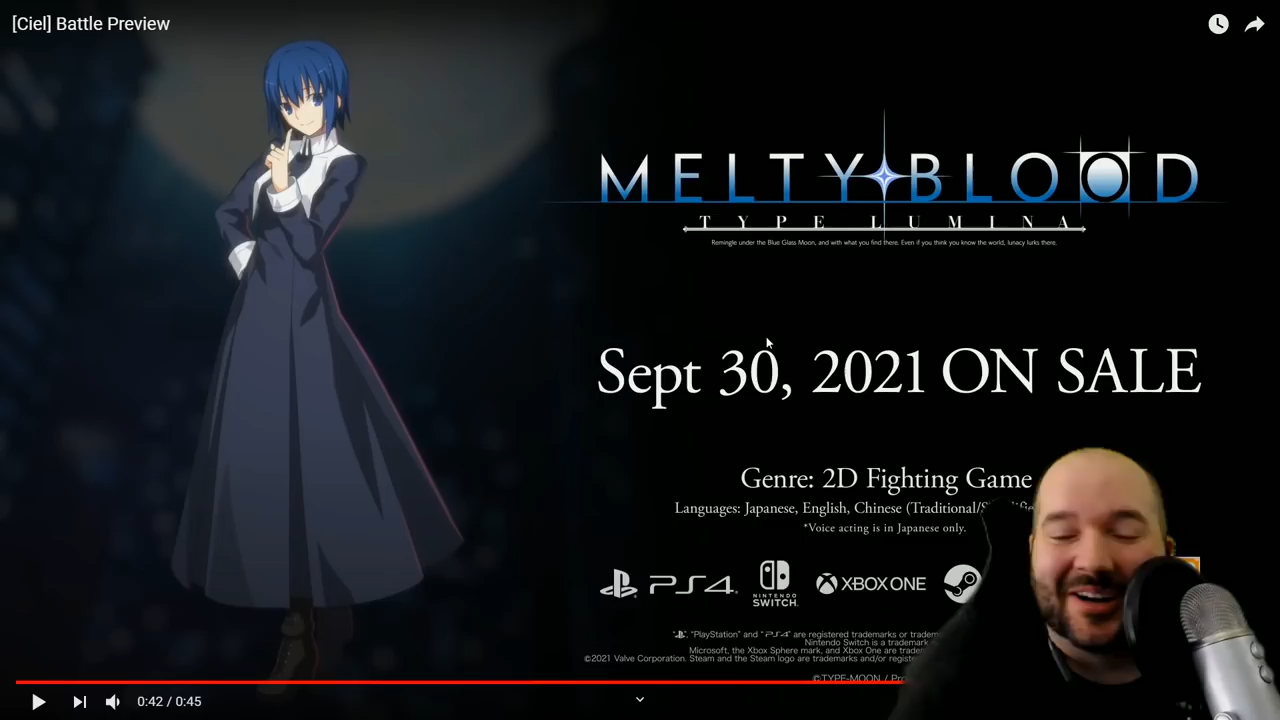 [Ciel] Battle Preview
MELTY BLOOD
TYPE LUMINA
Remingle under the Blue Glass Moon, and with what you find there. Even if you think you know the world, lunacy lurks there.
Sept 30, 2021 ON SALE
Genre: 2D Fighting Game
Languages: Japanese, English, Chinese (Traditional/
*Voice acting is in Japanese only.
PS4 NINTENDO SWITCH XBOX ONE
"PlayStation" and "PS4" are registered trademarks or
Nintendo Switch is a trademark
Microsoft, the Xbox Sphere mark, and Xbox One are
©2021 Valve Corporation. Steam and the Steam logo are trademarks and/or
©TYPE-MOON
0:42 / 0:45